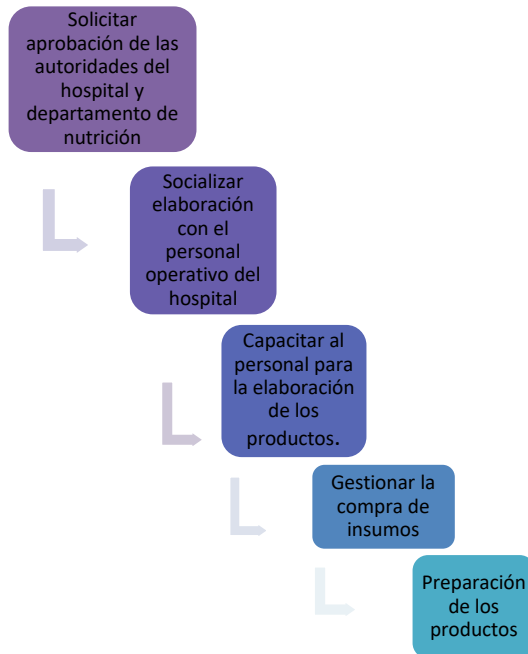 Solicitar
aprobación de las
autoridades del
hospital y
departamento de
nutrición
Socializar
elaboración
con el
personal
operativo del
hospital
Capacitar al
personal para
la elaboración
de los
productos.
Gestionar la
compra de
insumos
Preparación
de los
productos